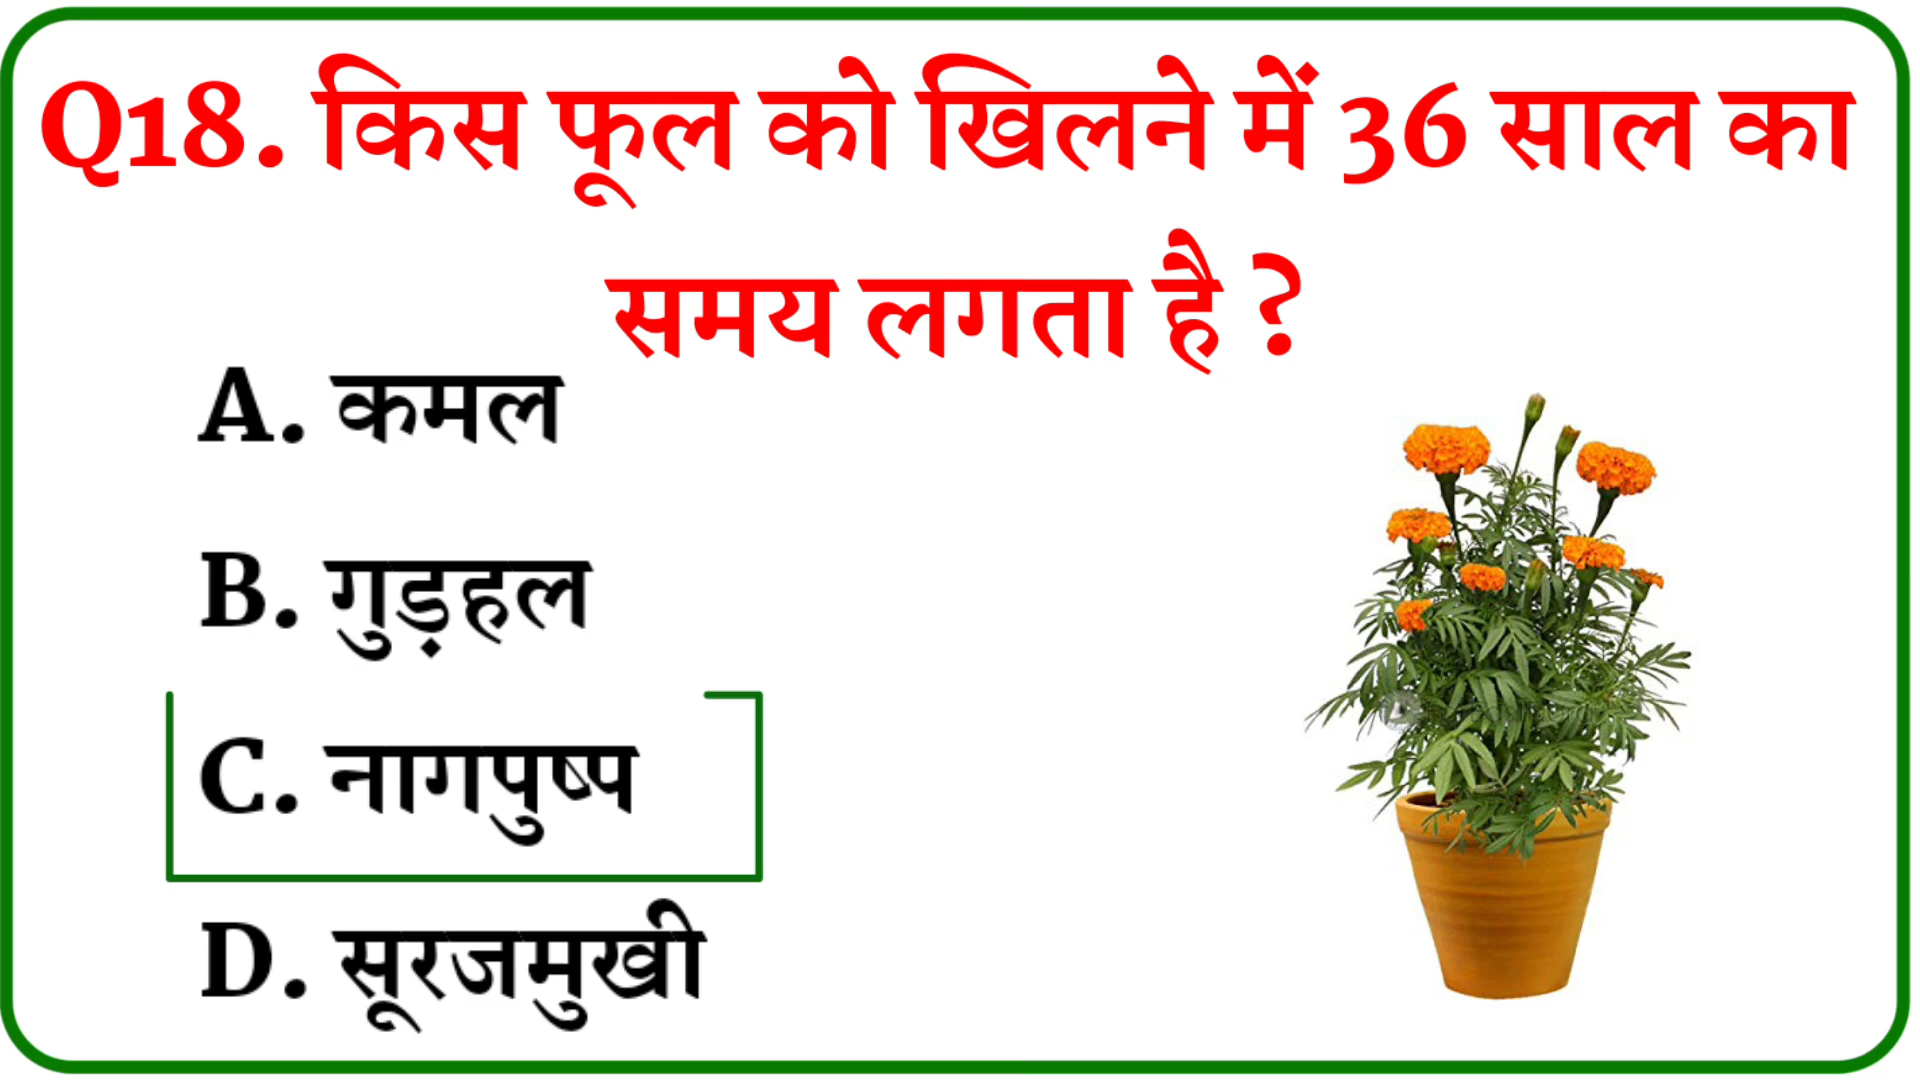 Q18. किस फूल को खिलने में 36 साल का
समय लगता है ?
A. कमल
B. गुड़हल
C. नागपुष्प
D. सूरजमुखी